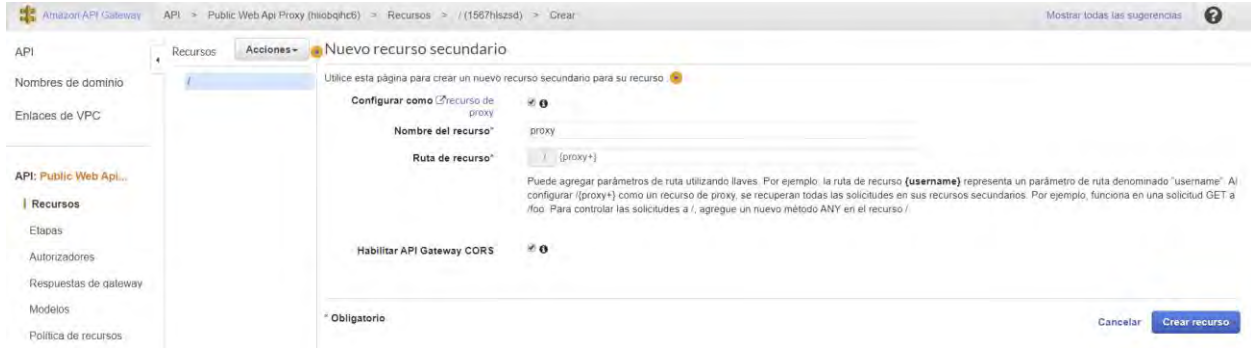 Amazon API Gateway API > Public Web Api Proxy (hiiobqihc6) > Recursos > / (1567hlszsd) > Crear Mostrar todas las sugerencias
API
Nombres de dominio
Enlaces de VPC
API: Public Web Api...
Recursos
Etapas
Autorizadores
Respuestas de gateway
Modelos
Política de recursos
Recursos Acciones
/
Nuevo recurso secundario
Utilice esta página para crear un nuevo recurso secundario para su recurso.
Configurar como recurso de
proxy
Nombre del recurso* proxy
Ruta de recurso* / {proxy+}
Puede agregar parámetros de ruta utilizando llaves. Por ejemplo, la ruta de recurso {username} representa un parámetro de ruta denominado "username". Al
configurar /{proxy+} como un recurso de proxy, se recuperan todas las solicitudes en sus recursos secundarios. Por ejemplo, funciona en una solicitud GET a
/foo. Para controlar las solicitudes a /, agregue un nuevo método ANY en el recurso /.
Habilitar API Gateway CORS
* Obligatorio
Cancelar Crear recurso